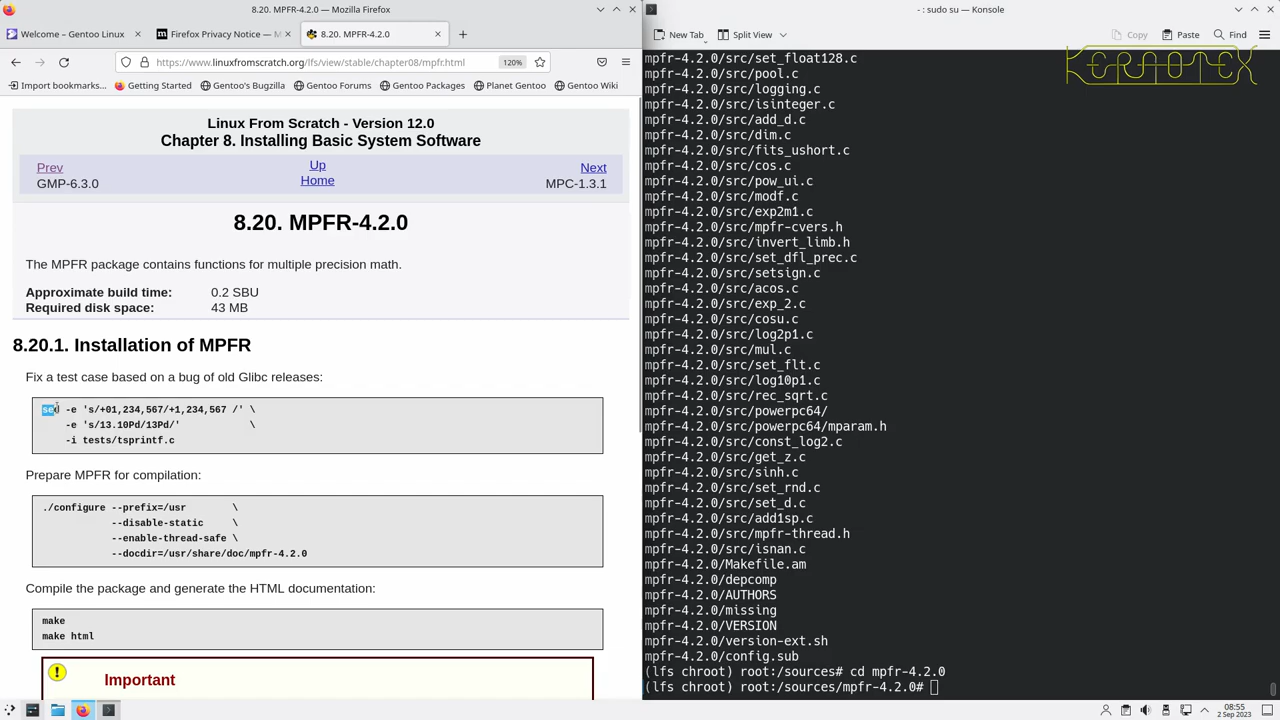 8.20. MPFR-4.2.0 — Mozilla Firefox
Welcome – Gentoo Linux
Firefox Privacy Notice —
8.20. MPFR-4.2.0
https://www.linuxfromscratch.org/lfs/view/stable/chapter08/mpfr.html
120%
Import bookmarks...
Getting Started
Gentoo's Bugzilla
Gentoo Forums
Gentoo Packages
Planet Gentoo
Gentoo Wiki
Linux From Scratch - Version 12.0
Chapter 8. Installing Basic System Software
Prev
Up
Next
GMP-6.3.0
Home
MPC-1.3.1
8.20. MPFR-4.2.0
The MPFR package contains functions for multiple precision math.
Approximate build time: 0.2 SBU
Required disk space: 43 MB
8.20.1. Installation of MPFR
Fix a test case based on a bug of old Glibc releases:
sed -e 's/+01,234,567/+1,234,567 /' \
-e 's/13.10Pd/13Pd/' \
-i tests/tsprintf.c
Prepare MPFR for compilation:
./configure --prefix=/usr \
--disable-static \
--enable-thread-safe \
--docdir=/usr/share/doc/mpfr-4.2.0
Compile the package and generate the HTML documentation:
make
make html
Important
- : sudo su — Konsole
New Tab
Split View
Copy
Paste
Find
KERNOTEX
mpfr-4.2.0/src/set_float128.c
mpfr-4.2.0/src/pool.c
mpfr-4.2.0/src/logging.c
mpfr-4.2.0/src/isinteger.c
mpfr-4.2.0/src/add_d.c
mpfr-4.2.0/src/dim.c
mpfr-4.2.0/src/fits_ushort.c
mpfr-4.2.0/src/cos.c
mpfr-4.2.0/src/pow_ui.c
mpfr-4.2.0/src/modf.c
mpfr-4.2.0/src/exp2m1.c
mpfr-4.2.0/src/mpfr-cvers.h
mpfr-4.2.0/src/invert_limb.h
mpfr-4.2.0/src/set_dfl_prec.c
mpfr-4.2.0/src/setsign.c
mpfr-4.2.0/src/acos.c
mpfr-4.2.0/src/exp_2.c
mpfr-4.2.0/src/cosu.c
mpfr-4.2.0/src/log2p1.c
mpfr-4.2.0/src/mul.c
mpfr-4.2.0/src/set_flt.c
mpfr-4.2.0/src/log10p1.c
mpfr-4.2.0/src/rec_sqrt.c
mpfr-4.2.0/src/powerpc64/
mpfr-4.2.0/src/powerpc64/mparam.h
mpfr-4.2.0/src/const_log2.c
mpfr-4.2.0/src/get_z.c
mpfr-4.2.0/src/sinh.c
mpfr-4.2.0/src/set_rnd.c
mpfr-4.2.0/src/set_d.c
mpfr-4.2.0/src/add1sp.c
mpfr-4.2.0/src/mpfr-thread.h
mpfr-4.2.0/src/isnan.c
mpfr-4.2.0/Makefile.am
mpfr-4.2.0/depcomp
mpfr-4.2.0/AUTHORS
mpfr-4.2.0/missing
mpfr-4.2.0/VERSION
mpfr-4.2.0/version-ext.sh
mpfr-4.2.0/config.sub
(lfs chroot) root:/sources# cd mpfr-4.2.0
(lfs chroot) root:/sources/mpfr-4.2.0#
08:55
2 Sep 2023